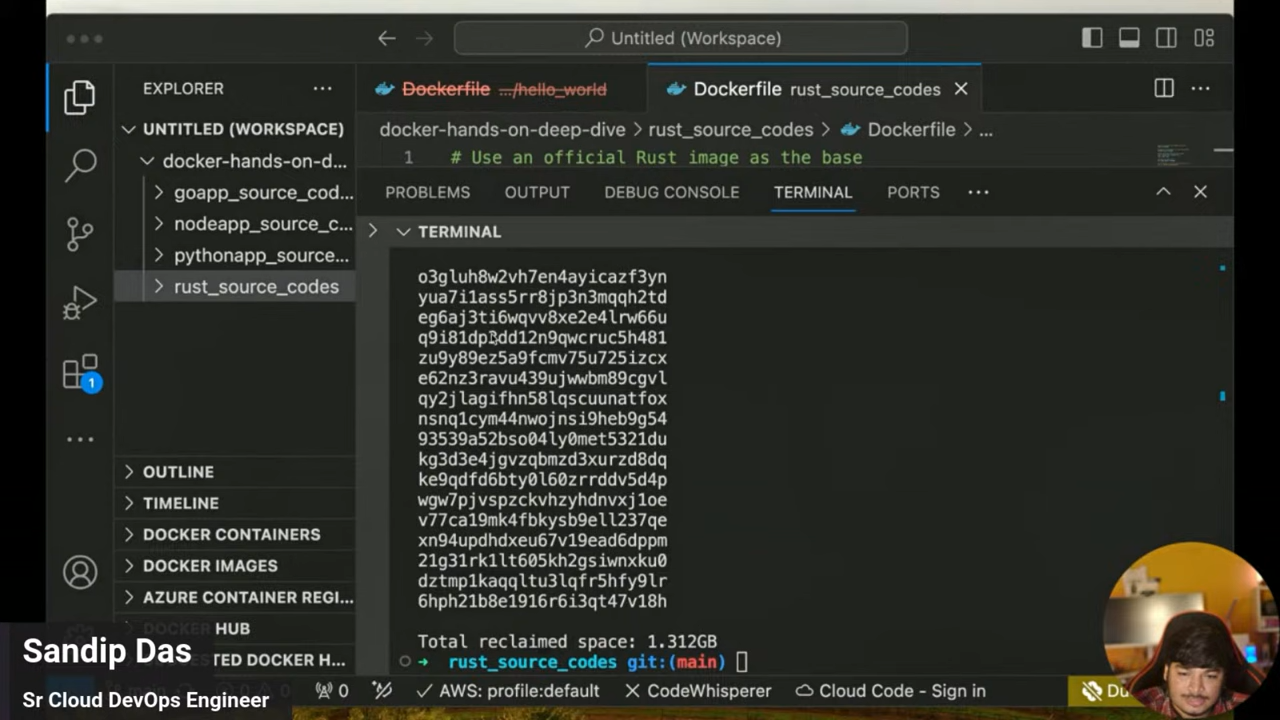 Untitled (Workspace)
EXPLORER
Dockerfile .../hello_world
Dockerfile rust_source_codes
UNTITLED (WORKSPACE)
docker-hands-on-deep-dive > rust_source_codes > Dockerfile > ...
docker-hands-on-d...
1 # Use an official Rust image as the base
goapp_source_cod...
nodeapp_source_c...
pythonapp_source...
rust_source_codes
PROBLEMS OUTPUT DEBUG CONSOLE TERMINAL PORTS
TERMINAL
o3gluh8w2vh7en4ayicazf3yn
yua7i1ass5rr8jp3n3mqqh2td
eg6aj3ti6wqvv8xe2e4lrw66u
zu9y89ez5a9fcmv75u725izcx
e62nz3ravu439ujwwbm89cgvl
qy2jlagifhn58lqscuunatfox
nsnq1cym44nwojnsi9heb9g54
93539a52bso04ly0met5321du
kg3d3e4jgvzqbmzd3xurzd8dq
ke9qdfd6bty0l60zrrddv5d4p
wgw7pjvspzckvhzyhdnvxj1oe
v77ca19mk4fbkysb9ell237qe
xn94updhdxeu67v19ead6dppm
21g31rk1lt605kh2gsiwnxku0
dztmp1kaqqltu3lqfr5hfy9lr
6hph21b8e1916r6i3qt47v18h
Total reclaimed space: 1.312GB
rust_source_codes git:(main)
1
OUTLINE
TIMELINE
DOCKER CONTAINERS
DOCKER IMAGES
AZURE CONTAINER REGI...
HUB
TED DOCKER H...
0 AWS: profile:default CodeWhisperer Cloud Code - Sign in
Sandip Das
Sr Cloud DevOps Engineer